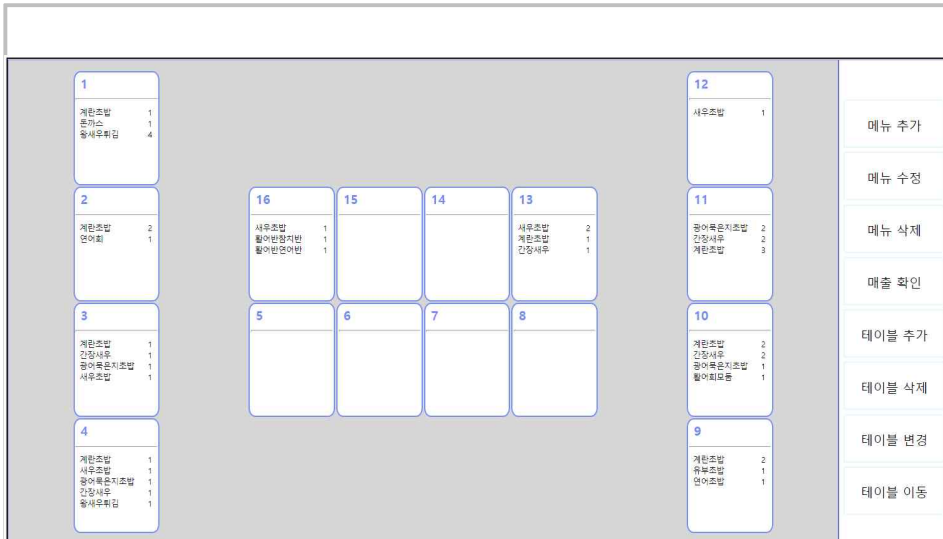 1
계란초밥 1
돈까스 1
왕새우튀김 4
12
새우초밥 1
메뉴 추가
메뉴 수정
2
계란초밥 2
연어회 1
16
새우초밥 1
활어반참치반 1
활어반연어반 1
15
14
13
새우초밥 2
계란초밥 1
간장새우 1
11
광어묵은지초밥 2
간장새우 2
계란초밥 3
메뉴 삭제
매출 확인
3
계란초밥 1
간장새우 1
광어묵은지초밥 1
새우초밥 1
5
6
7
8
10
계란초밥 2
간장새우 2
광어묵은지초밥 1
활어회모둠 1
테이블 추가
테이블 삭제
4
계란초밥 1
새우초밥 1
광어묵은지초밥 1
간장새우 1
왕새우튀김 1
9
계란초밥 2
유부초밥 1
연어초밥 1
테이블 변경
테이블 이동